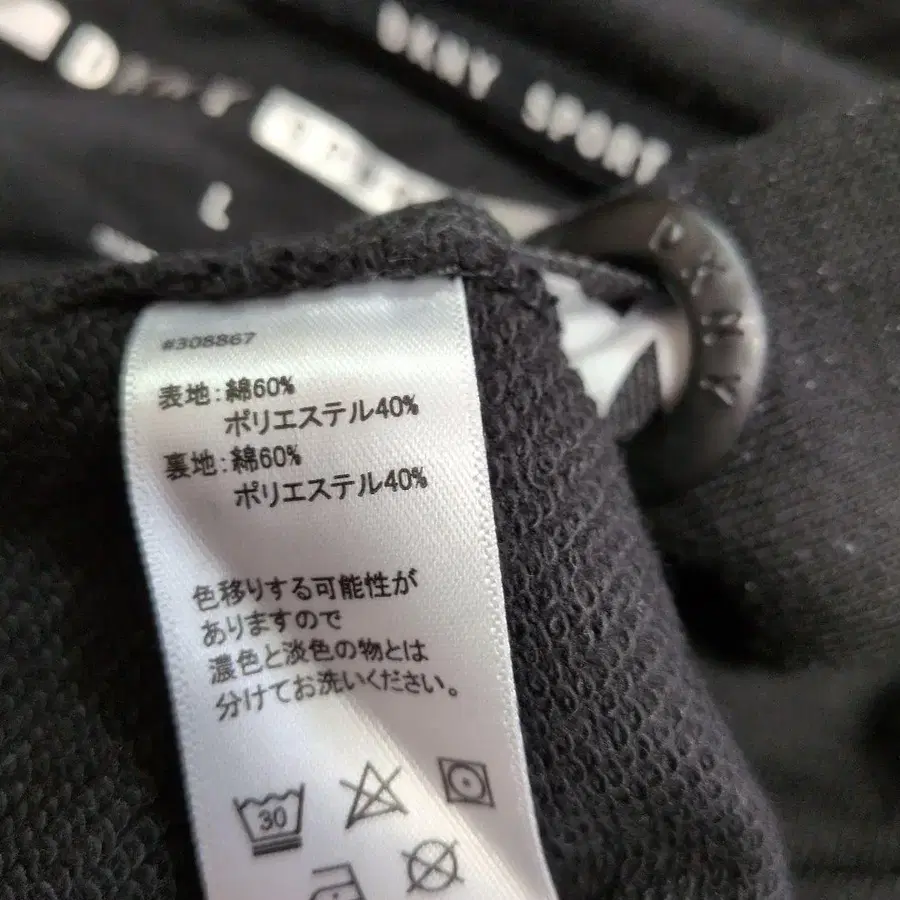 DKNY SPORT
DKNY
#308867
表地:綿60%
ポリエステル40%
裏地:綿60%
ポリエステル40%
色移りする可能性が
ありますので
濃色と淡色の物とは
分けてお洗いください。
30